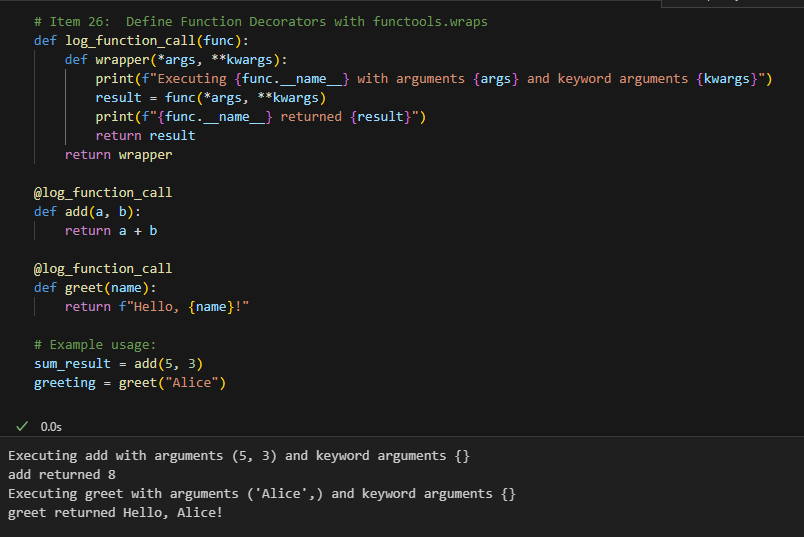 # Item 26:  Define Function Decorators with functools.wraps
def log_function_call(func):
    def wrapper(*args, **kwargs):
        print(f"Executing {func.__name__} with arguments {args} and keyword arguments {kwargs}")
        result = func(*args, **kwargs)
        print(f"{func.__name__} returned {result}")
        return result
    return wrapper

@log_function_call
def add(a, b):
    return a + b

@log_function_call
def greet(name):
    return f"Hello, {name}!"

# Example usage:
sum_result = add(5, 3)
greeting = greet("Alice")

✓ 0.0s
Executing add with arguments (5, 3) and keyword arguments {}
add returned 8
Executing greet with arguments ('Alice',) and keyword arguments {}
greet returned Hello, Alice!